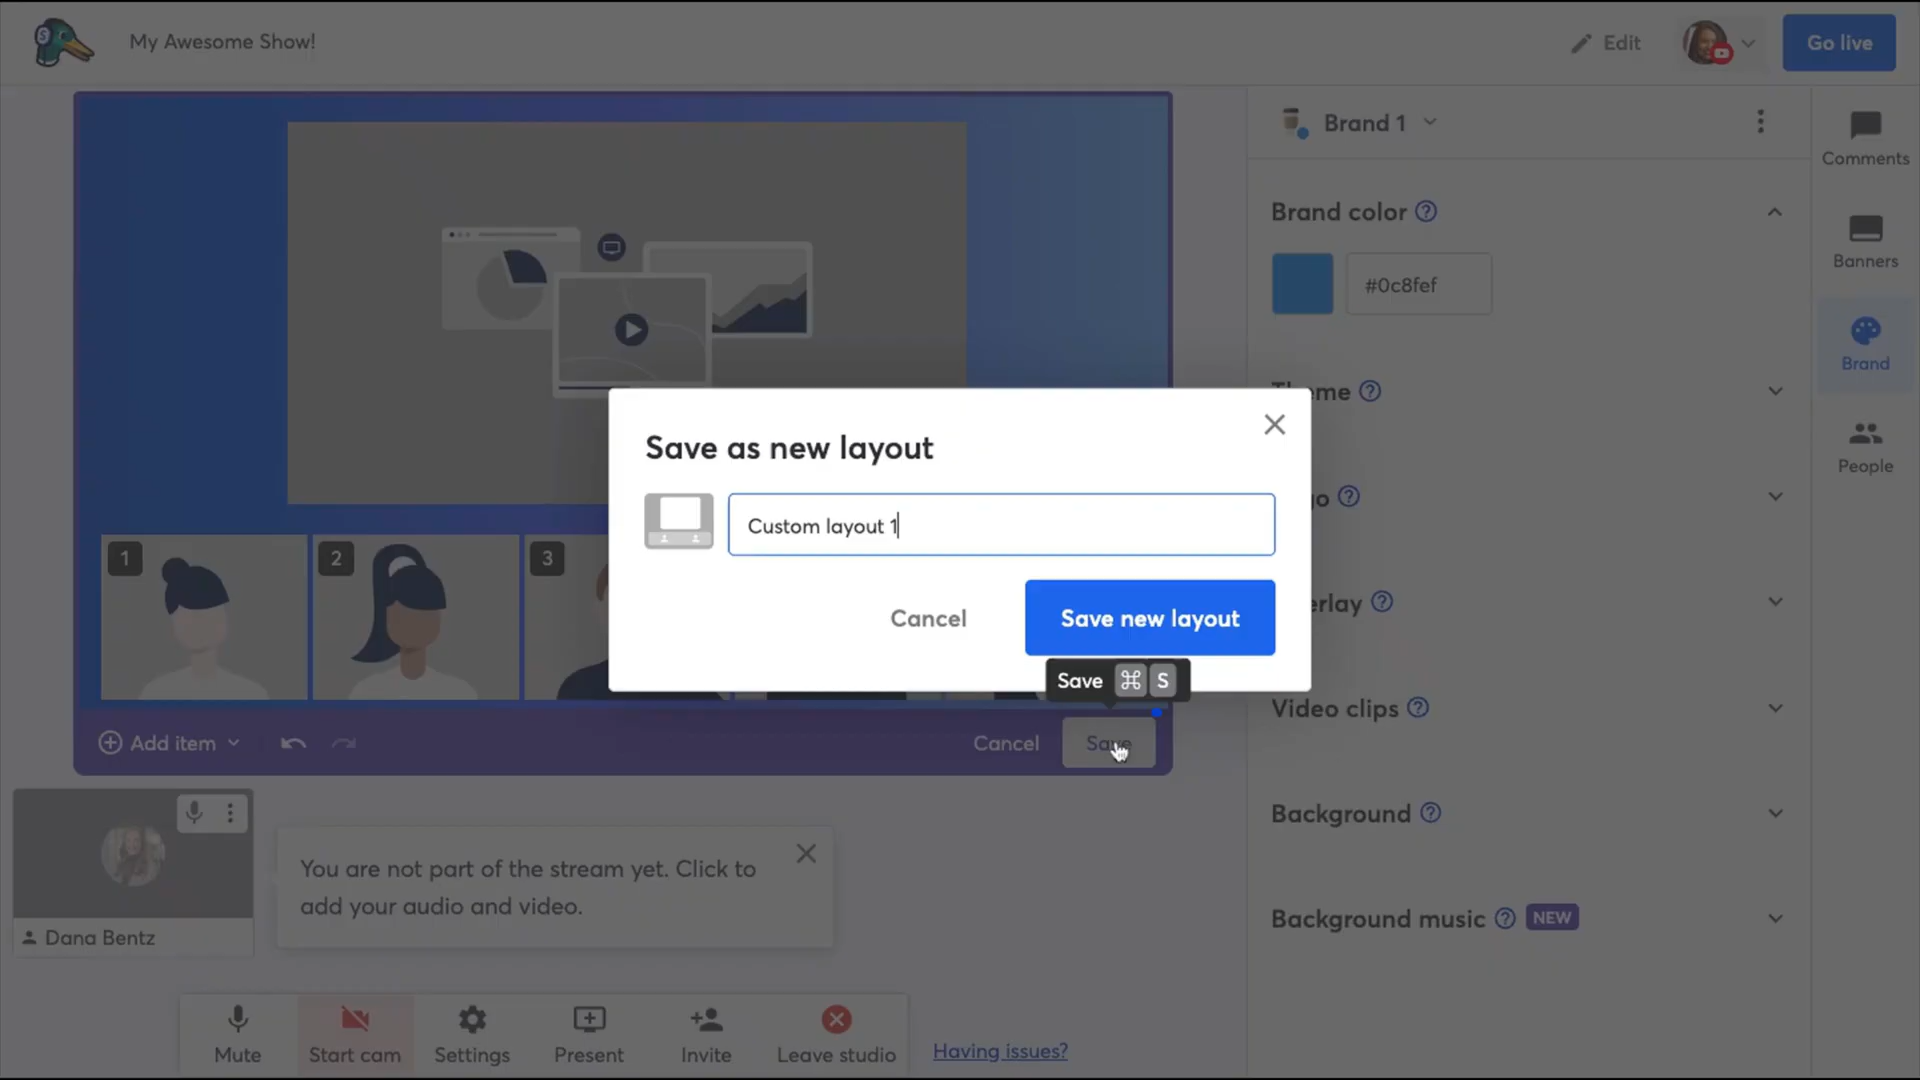 My Awesome Show!
Edit
Go live
Brand 1
Comments
Brand color
#0c8fef
Banners
Brand
People
Save as new layout
Custom layout 1
Cancel
Save new layout
Save ⌘ S
Video clips
1
2
3
Add item
Cancel
Save
Background
You are not part of the stream yet. Click to
add your audio and video.
Dana Bentz
Background music
NEW
Mute
Start cam
Settings
Present
Invite
Leave studio
Having issues?